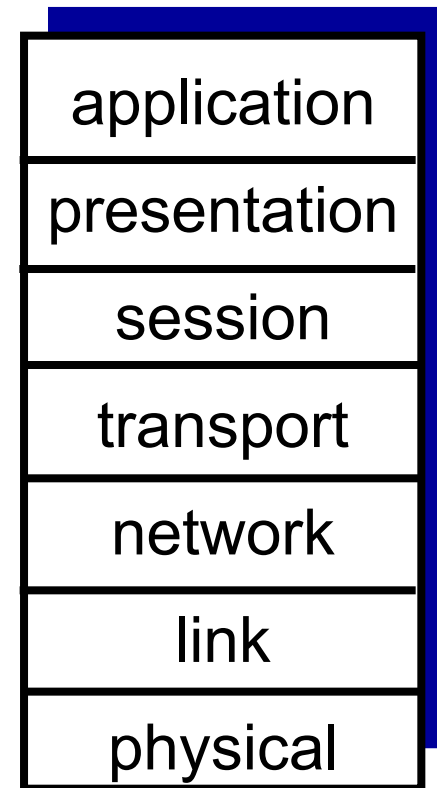 application
presentation
session
transport
network
link
physical